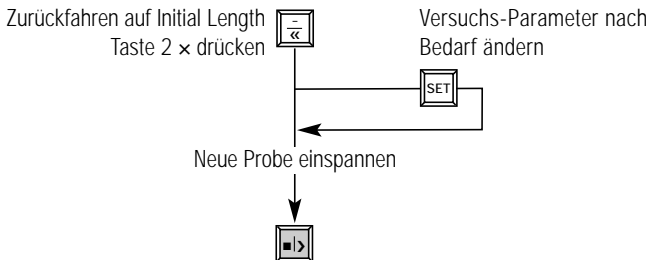 Zurückfahren auf Initial Length
Taste 2 × drücken
-
«
Versuchs-Parameter nach
Bedarf ändern
SET
Neue Probe einspannen
■|>